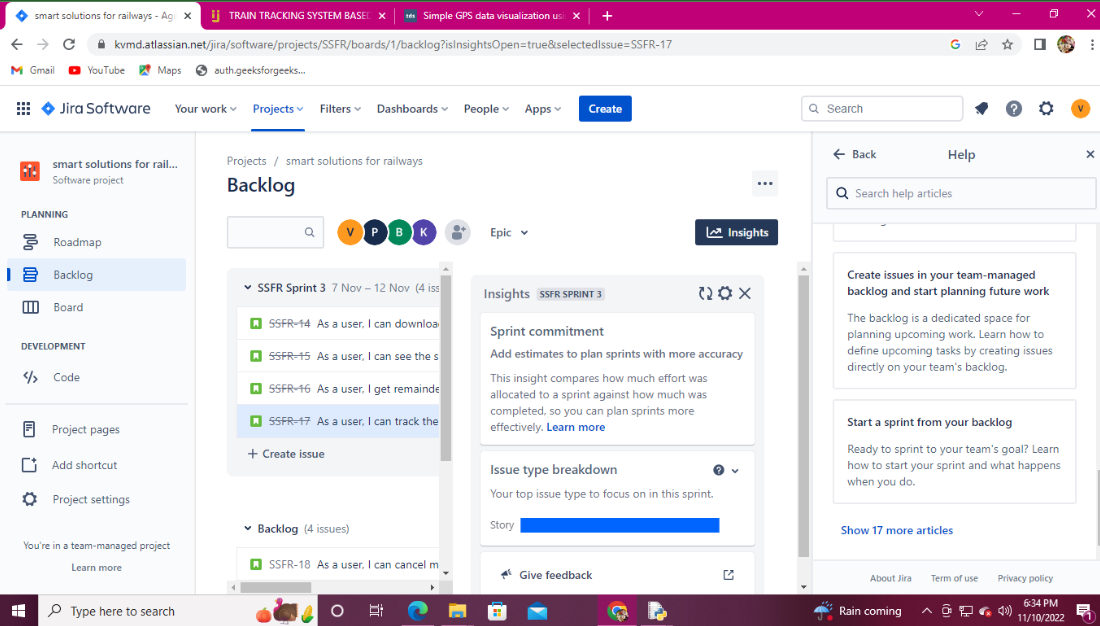 smart solutions for railways - Agi
TRAIN TRACKING SYSTEM BASE
tds
Simple GPS data visualization us
kvmd.atlassian.net/jira/software/projects/SSFR/boards/1/backlog?isInsightsOpen=true&selectedIssue=SSFR-17
Gmail
YouTube
Maps
auth.geeksforgeeks...
Jira Software
Your work
Projects
Filters
Dashboards
People
Apps
Create
Search
V
smart solutions for rail...
Software project
PLANNING
Roadmap
Backlog
Board
DEVELOPMENT
Code
Project pages
Add shortcut
Project settings
You're in a team-managed project
Learn more
Projects / smart solutions for railways
Backlog
V P B K
Epic
Insights
SSFR Sprint 3 7 Nov – 12 Nov (4 iss
SSFR-14 As a user, I can downloa
SSFR-15 As a user, I can see the s
SSFR-16 As a user, I get remainde
SSFR-17 As a user, I can track the
+ Create issue
Backlog (4 issues)
SSFR-18 As a user, I can cancel m
Insights SSFR SPRINT 3
Sprint commitment
Add estimates to plan sprints with more accuracy
This insight compares how much effort was
allocated to a sprint against how much was
completed, so you can plan sprints more
effectively. Learn more
Issue type breakdown
Your top issue type to focus on in this sprint.
Story
Give feedback
Back
Help
Search help articles
Create issues in your team-managed
backlog and start planning future work
The backlog is a dedicated space for
planning upcoming work. Learn how to
define upcoming tasks by creating issues
directly on your team's backlog.
Start a sprint from your backlog
Ready to sprint to your team's goal? Learn
how to start your sprint and what happens
when you do.
Show 17 more articles
About Jira
Term of use
Privacy policy
Type here to search
Rain coming
6:34 PM
11/10/2022
1